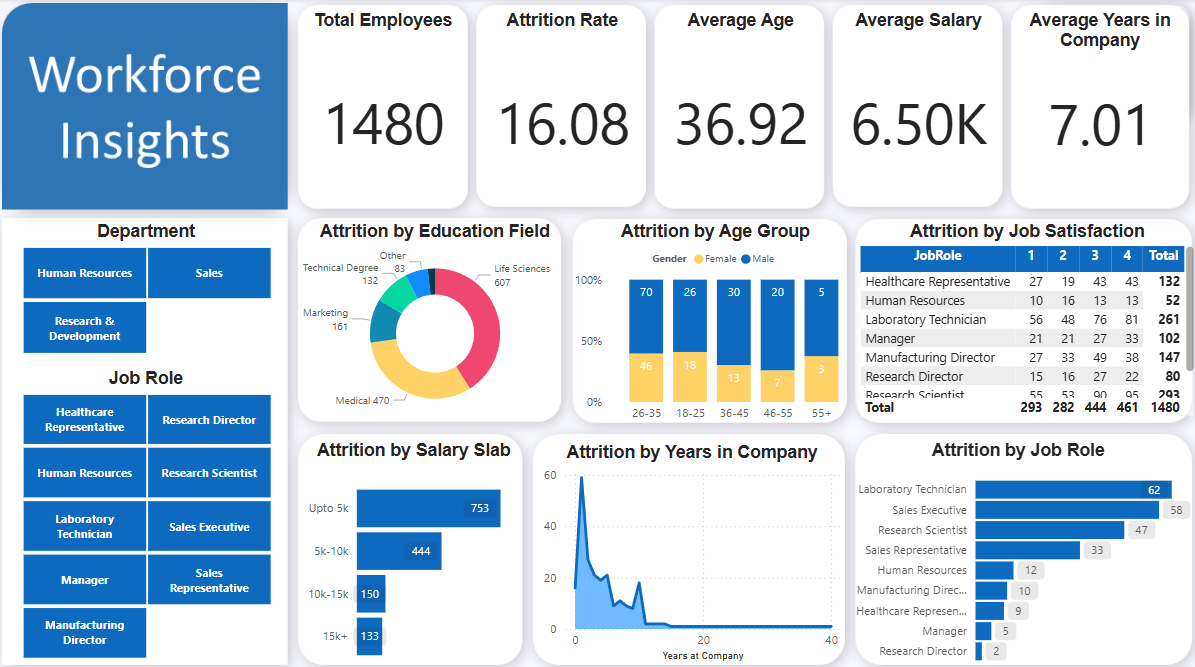 Workforce
Insights
Total Employees
1480
Attrition Rate
16.08
Average Age
36.92
Average Salary
6.50K
Average Years in
Company
7.01
Department
Human Resources
Sales
Research &
Development
Job Role
Healthcare
Representative
Research Director
Human Resources
Research Scientist
Laboratory
Technician
Sales Executive
Manager
Sales
Representative
Manufacturing
Director
Attrition by Education Field
Other
83
Technical Degree
132
Marketing
161
Medical 470
Life Sciences
607
Attrition by Age Group
Gender Female Male
100%
50%
0%
70 26 30 20 5
46 18 13 7 3
26-35 18-25 36-45 46-55 55+
Attrition by Job Satisfaction
JobRole 1 2 3 4 Total
Healthcare Representative 27 19 43 43 132
Human Resources 10 16 13 13 52
Laboratory Technician 56 48 76 81 261
Manager 21 21 27 33 102
Manufacturing Director 27 33 49 38 147
Research Director 15 16 27 22 80
Research Scientist 55 53 90 95 293
Total 293 282 444 461 1480
Attrition by Salary Slab
Upto 5k 753
5k-10k 444
10k-15k 150
15k+ 133
Attrition by Years in Company
60
40
20
0
0 20 40
Years at Company
Attrition by Job Role
Laboratory Technician 62
Sales Executive 58
Research Scientist 47
Sales Representative 33
Human Resources 12
Manufacturing Direc... 10
Healthcare Represen... 9
Manager 5
Research Director 2